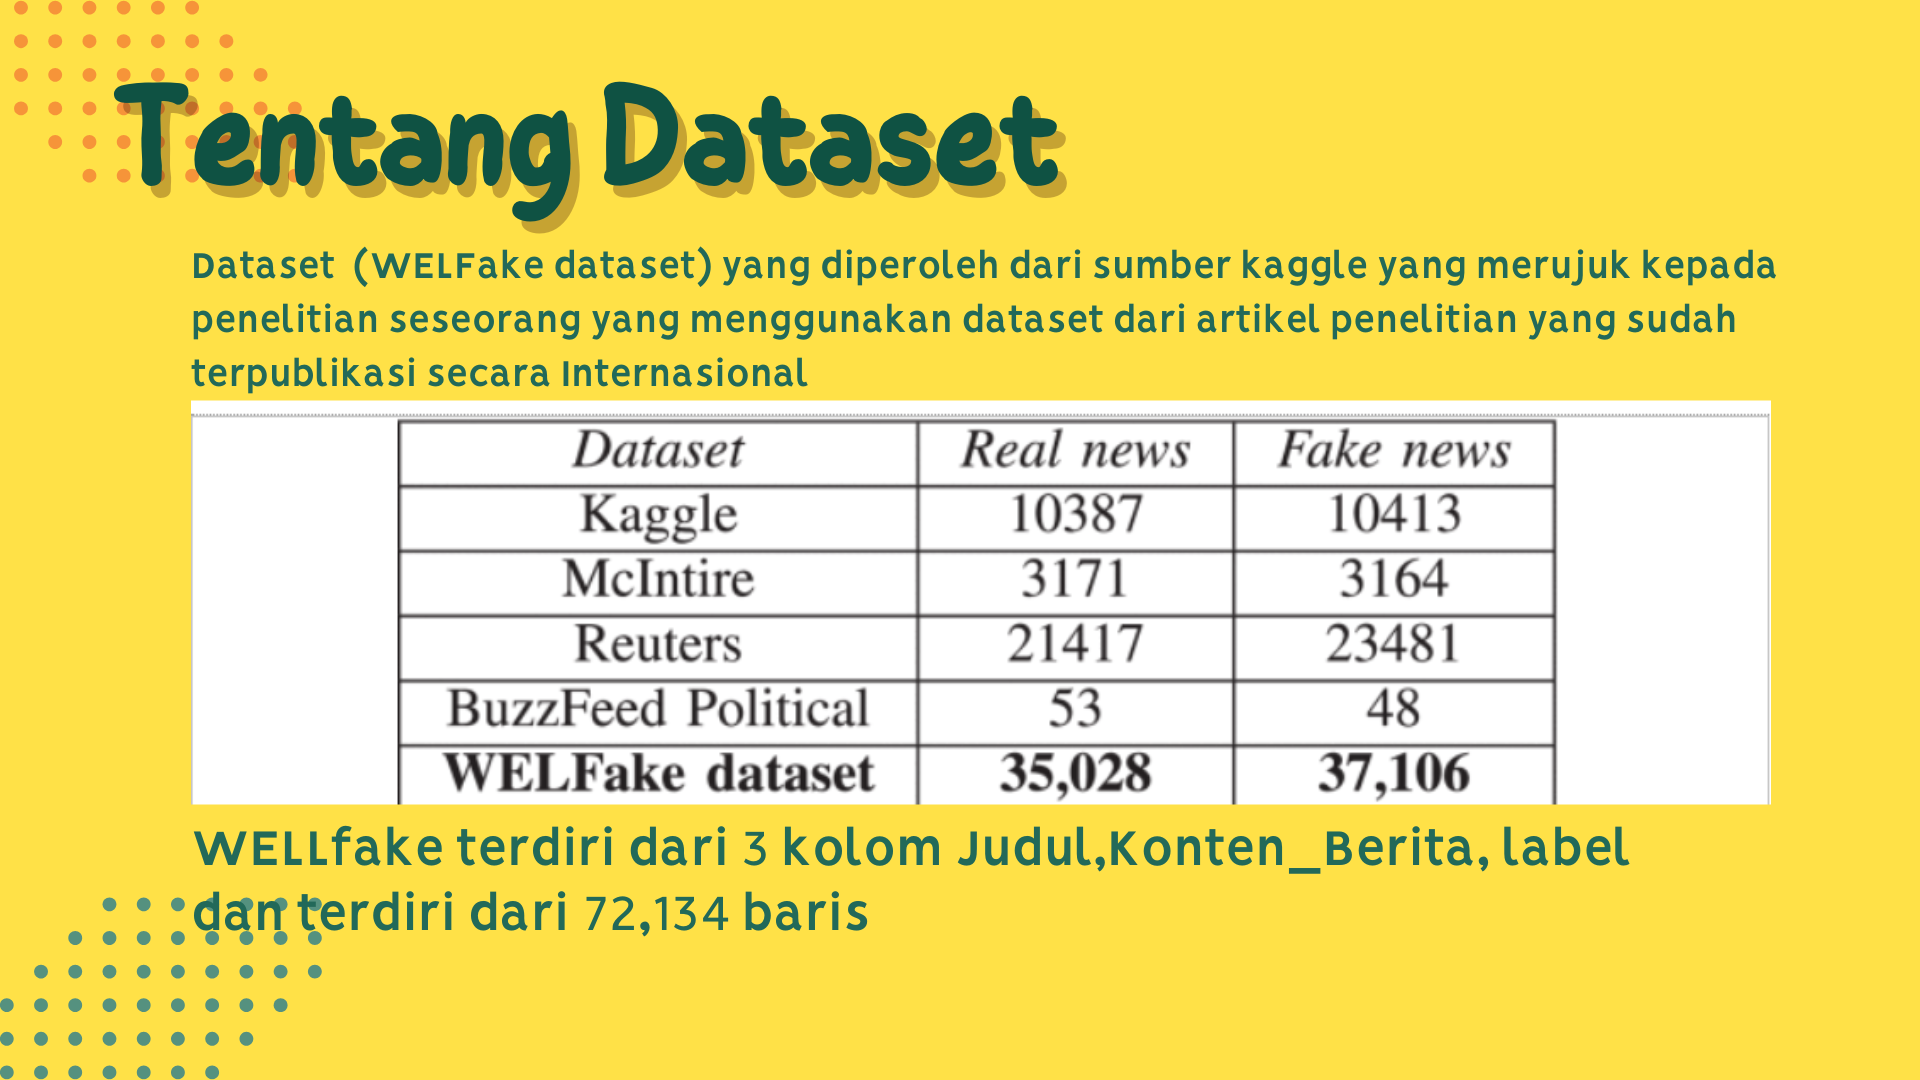 Tentang Dataset
Dataset (WELFake dataset) yang diperoleh dari sumber kaggle yang merujuk kepada
penelitian seseorang yang menggunakan dataset dari artikel penelitian yang sudah
terpublikasi secara Internasional
Dataset Real news Fake news
Kaggle 10387 10413
McIntire 3171 3164
Reuters 21417 23481
BuzzFeed Political 53 48
WELFake dataset 35,028 37,106
WELLfake terdiri dari 3 kolom Judul,Konten_Berita, label
dan terdiri dari 72,134 baris